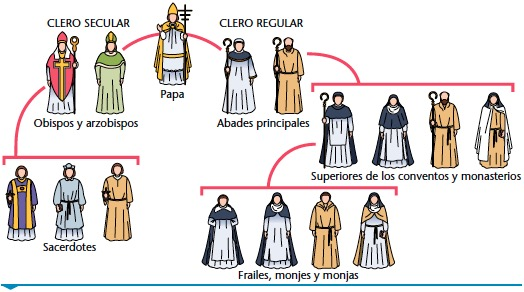 CLERO SECULAR
CLERO REGULAR
Papa
Obispos y arzobispos
Abades principales
Superiores de los conventos y monasterios
Sacerdotes
Frailes, monjes y monjas